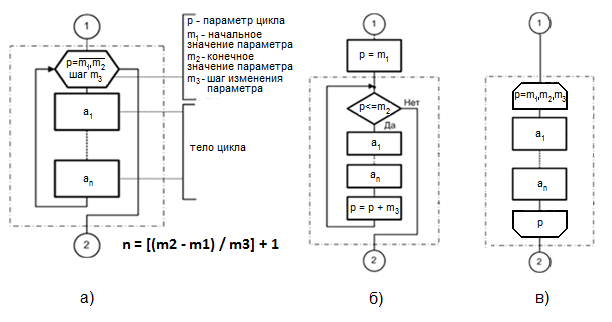 1
p=m1,m2
шаг m3
a1
an
2
p - параметр цикла
m1 - начальное
значение параметра
m2 - конечное
значение параметра
m3 - шаг изменения
параметра
тело цикла
n = [(m2 - m1) / m3] + 1
а)
1
p = m1
p<=m2
Нет
Да
a1
an
p = p + m3
2
б)
1
p=m1,m2,m3
a1
an
p
2
в)